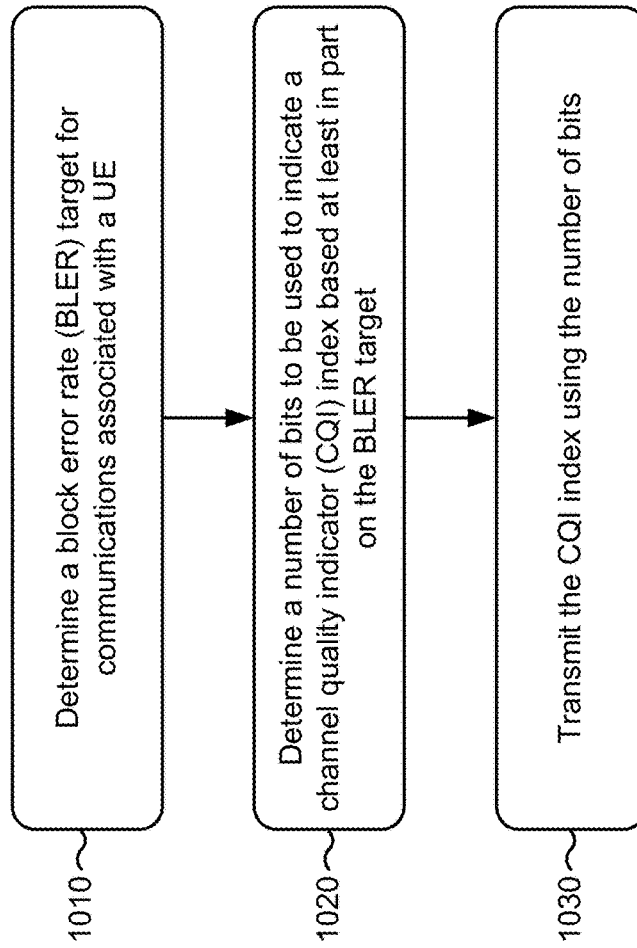 1010
Determine a block error rate (BLER) target for
communications associated with a UE
1020
Determine a number of bits to be used to indicate a
channel quality indicator (CQI) index based at least in part
on the BLER target
1030
Transmit the CQI index using the number of bits